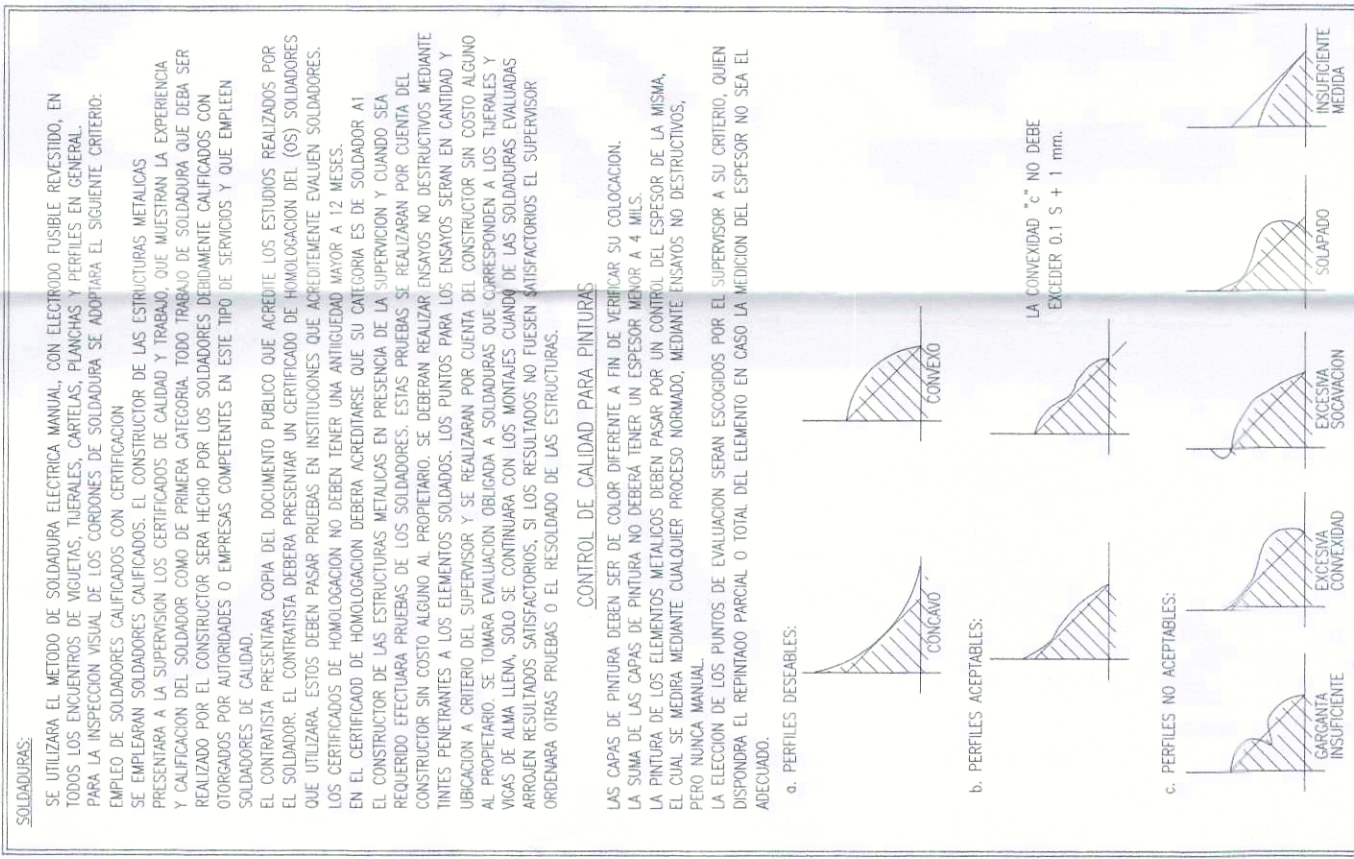 SOLDADURAS:
SE UTILIZARA EL METODO DE SOLDADURA ELECTRICA MANUAL, CON ELECTRODO FUSIBLE REVESTIDO, EN
TODOS LOS ENCUENTROS DE VIGUETAS, TIJERALES, CARTELAS, PLANCHAS Y PERFILES EN GENERAL.
PARA LA INSPECCION VISUAL DE LOS CORDONES DE SOLDADURA SE ADOPTARA EL SIGUIENTE CRITERIO:
EMPLEO DE SOLDADORES CALIFICADOS CON CERTIFICACION
SE EMPLEARAN SOLDADORES CALIFICADOS. EL CONSTRUCTOR DE LAS ESTRUCTURAS METALICAS
PRESENTARA A LA SUPERVISION LOS CERTIFICADOS DE CALIDAD Y TRABAJO, QUE MUESTRAN LA EXPERIENCIA
Y CALIFICACION DEL SOLDADOR COMO DE PRIMERA CATEGORIA. TODO TRABAJO DE SOLDADURA QUE DEBA SER
REALIZADO POR EL CONSTRUCTOR SERA HECHO POR LOS SOLDADORES DEBIDAMENTE CALIFICADOS CON
OTORGADOS POR AUTORIDADES O EMPRESAS COMPETENTES EN ESTE TIPO DE SERVICIOS Y QUE EMPLEEN
SOLDADORES DE CALIDAD.
EL CONTRATISTA PRESENTARA COPIA DEL DOCUMENTO PUBLICO QUE ACREDITE LOS ESTUDIOS REALIZADOS POR
EL SOLDADOR. EL CONTRATISTA DEBERA PRESENTAR UN CERTIFICADO DE HOMOLOGACION DEL (OS) SOLDADORES
QUE UTILIZARA. ESTOS DEBEN PASAR PRUEBAS EN INSTITUCIONES QUE ACREDITEMENTE EVALUEN SOLDADORES.
LOS CERTIFICADOS DE HOMOLOGACION NO DEBEN TENER UNA ANTIGUEDAD MAYOR A 12 MESES.
EN EL CERTIFICAOD DE HOMOLOGACION DEBERA ACREDITARSE QUE SU CATEGORIA ES DE SOLDADOR A1
EL CONSTRUCTOR DE LAS ESTRUCTURAS METALICAS EN PRESENCIA DE LA SUPERVICION Y CUANDO SEA
REQUERIDO EFECTUARA PRUEBAS DE LOS SOLDADORES. ESTAS PRUEBAS SE REALIZARAN POR CUENTA DEL
CONSTRUCTOR SIN COSTO ALGUNO AL PROPIETARIO. SE DEBERAN REALIZAR ENSAYOS NO DESTRUCTIVOS MEDIANTE
TINTES PENETRANTES A LOS ELEMENTOS SOLDADOS. LOS PUNTOS PARA LOS ENSAYOS SERAN EN CANTIDAD Y
UBICACION A CRITERIO DEL SUPERVISOR Y SE REALIZARAN POR CUENTA DEL CONSTRUCTOR SIN COSTO ALGUNO
AL PROPIETARIO. SE TOMARA EVALUACION OBLIGADA A SOLDADURAS QUE CORRESPONDEN A LOS TIJERALES Y
VIGAS DE ALMA LLENA, SOLO SE CONTINUARA CON LOS MONTAJES CUANDO DE LAS SOLDADURAS EVALUADAS
ARROJEN RESULTADOS SATISFACTORIOS, SI LOS RESULTADOS NO FUESEN SATISFACTORIOS EL SUPERVISOR
ORDENARA OTRAS PRUEBAS O EL RESOLDADO DE LAS ESTRUCTURAS.
CONTROL DE CALIDAD PARA PINTURAS
LAS CAPAS DE PINTURA DEBEN SER DE COLOR DIFERENTE A FIN DE VERIFICAR SU COLOCACION.
LA SUMA DE LAS CAPAS DE PINTURA NO DEBERÁ TENER UN ESPESOR MENOR A 4 MILS.
LA PINTURA DE LOS ELEMENTOS METALICOS DEBEN PASAR POR UN CONTROL DEL ESPESOR DE LA MISMA,
EL CUAL SE MEDIRA MEDIANTE CUALQUIER PROCESO NORMADO, MEDIANTE ENSAYOS NO DESTRUCTIVOS,
PERO NUNCA MANUAL.
LA ELECCION DE LOS PUNTOS DE EVALUACION SERAN ESCOGIDOS POR EL SUPERVISOR A SU CRITERIO, QUIEN
DISPONDRA EL REPINTAOO PARCIAL O TOTAL DEL ELEMENTO EN CASO LA MEDICION DEL ESPESOR NO SEA EL
ADECUADO.
a. PERFILES DESEABLES:
CONCAVO
CONVEXO
b. PERFILES ACEPTABLES:
LA CONVEXIDAD "c" NO DEBE
EXCEDER 0.1 S + 1 mm.
c. PERFILES NO ACEPTABLES:
GARGANTA
INSUFICIENTE
EXCESIVA
CONVEXIDAD
EXCESIVA
SOCAVACION
SOLAPADO
INSUFICIENTE
MEDIDA